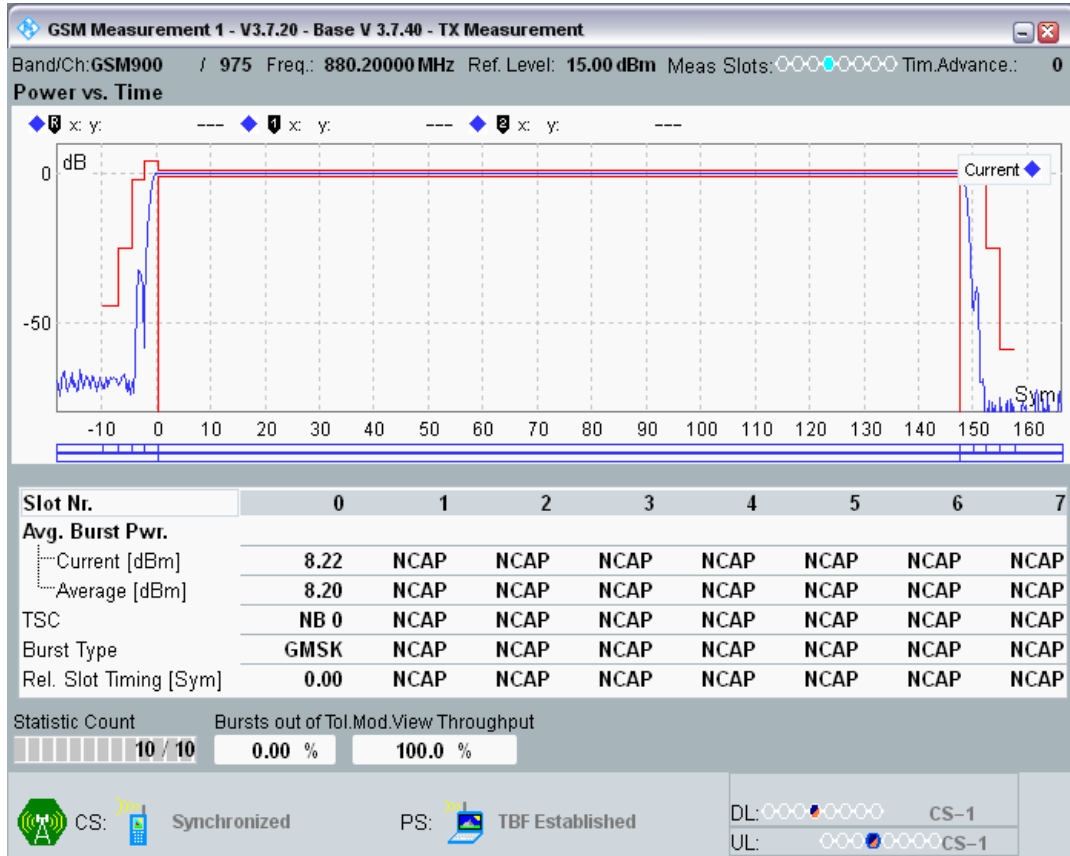 GSM Measurement 1 - V3.7.20 - Base V 3.7.40 - TX Measurement
Band/Ch:GSM900 / 975 Freq.: 880.20000 MHz Ref. Level: 15.00 dBm Meas Slots: Tim.Advance.: 0
Power vs. Time
R x: y: --- 1 x: y: --- 2 x: y: ---
dB
Current
0
-50
Sym
-10 0 10 20 30 40 50 60 70 80 90 100 110 120 130 140 150 160
Slot Nr. 0 1 2 3 4 5 6 7
Avg. Burst Pwr.
Current [dBm] 8.22 NCAP NCAP NCAP NCAP NCAP NCAP NCAP
Average [dBm] 8.20 NCAP NCAP NCAP NCAP NCAP NCAP NCAP
TSC NB 0 NCAP NCAP NCAP NCAP NCAP NCAP NCAP
Burst Type GMSK NCAP NCAP NCAP NCAP NCAP NCAP NCAP
Rel. Slot Timing [Sym] 0.00 NCAP NCAP NCAP NCAP NCAP NCAP NCAP
Statistic Count Bursts out of Tol. Mod.View Throughput
10 / 10 0.00 % 100.0 %
CS: Synchronized PS: TBF Established
DL: CS-1
UL: CS-1